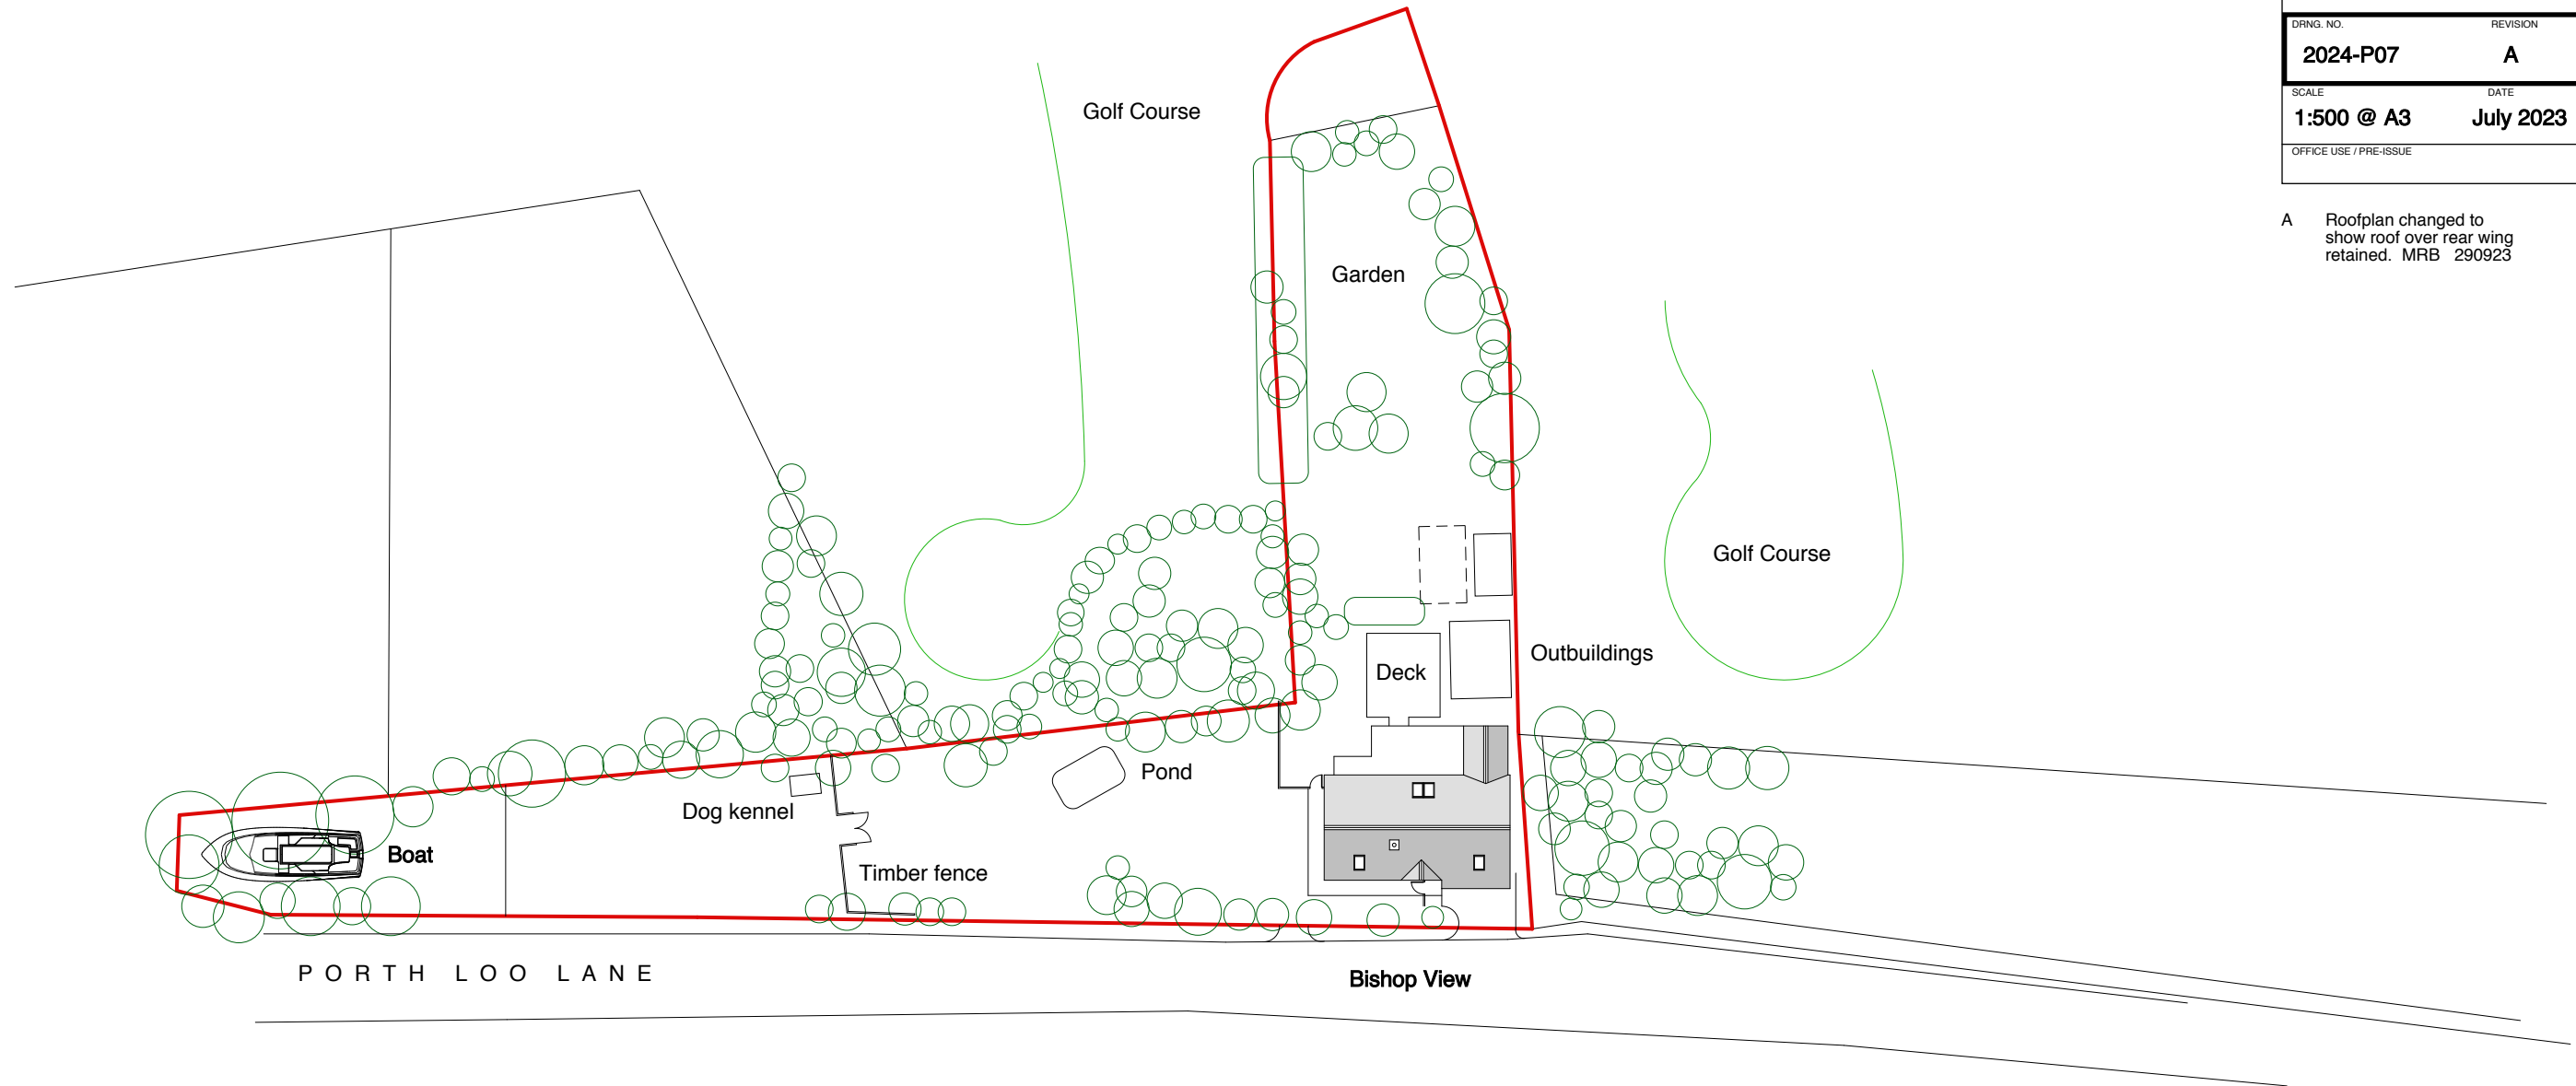 DRNG. NO. REVISION
2024-P07 A
SCALE DATE
1:500 @ A3 July 2023
OFFICE USE / PRE-ISSUE
A Roofplan changed to
show roof over rear wing
retained. MRB 290923
Golf Course
Garden
Golf Course
Outbuildings
Deck
Pond
Dog kennel
Boat
Timber fence
PORTH LOO LANE
Bishop View